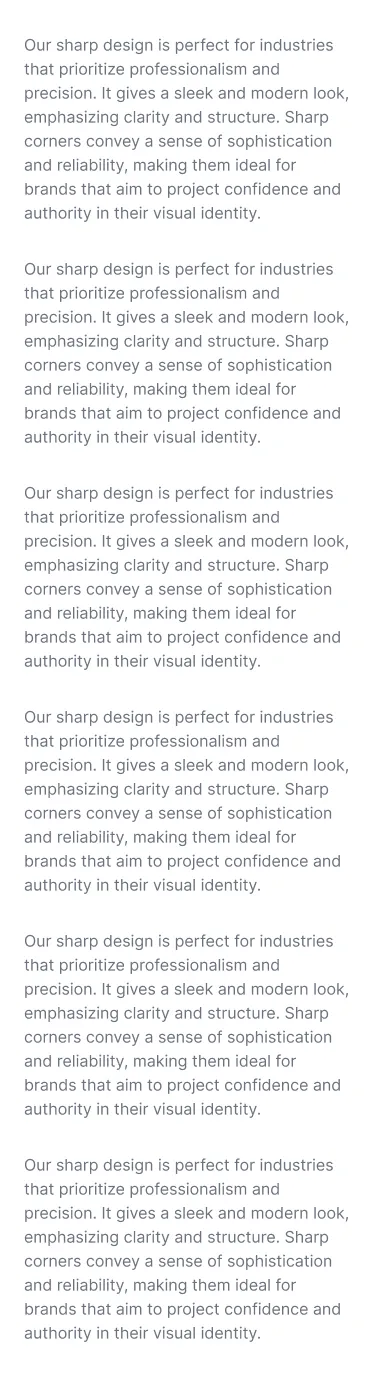 Our sharp design is perfect for industries
that prioritize professionalism and
precision. It gives a sleek and modern look,
emphasizing clarity and structure. Sharp
corners convey a sense of sophistication
and reliability, making them ideal for
brands that aim to project confidence and
authority in their visual identity.
Our sharp design is perfect for industries
that prioritize professionalism and
precision. It gives a sleek and modern look,
emphasizing clarity and structure. Sharp
corners convey a sense of sophistication
and reliability, making them ideal for
brands that aim to project confidence and
authority in their visual identity.
Our sharp design is perfect for industries
that prioritize professionalism and
precision. It gives a sleek and modern look,
emphasizing clarity and structure. Sharp
corners convey a sense of sophistication
and reliability, making them ideal for
brands that aim to project confidence and
authority in their visual identity.
Our sharp design is perfect for industries
that prioritize professionalism and
precision. It gives a sleek and modern look,
emphasizing clarity and structure. Sharp
corners convey a sense of sophistication
and reliability, making them ideal for
brands that aim to project confidence and
authority in their visual identity.
Our sharp design is perfect for industries
that prioritize professionalism and
precision. It gives a sleek and modern look,
emphasizing clarity and structure. Sharp
corners convey a sense of sophistication
and reliability, making them ideal for
brands that aim to project confidence and
authority in their visual identity.
Our sharp design is perfect for industries
that prioritize professionalism and
precision. It gives a sleek and modern look,
emphasizing clarity and structure. Sharp
corners convey a sense of sophistication
and reliability, making them ideal for
brands that aim to project confidence and
authority in their visual identity.